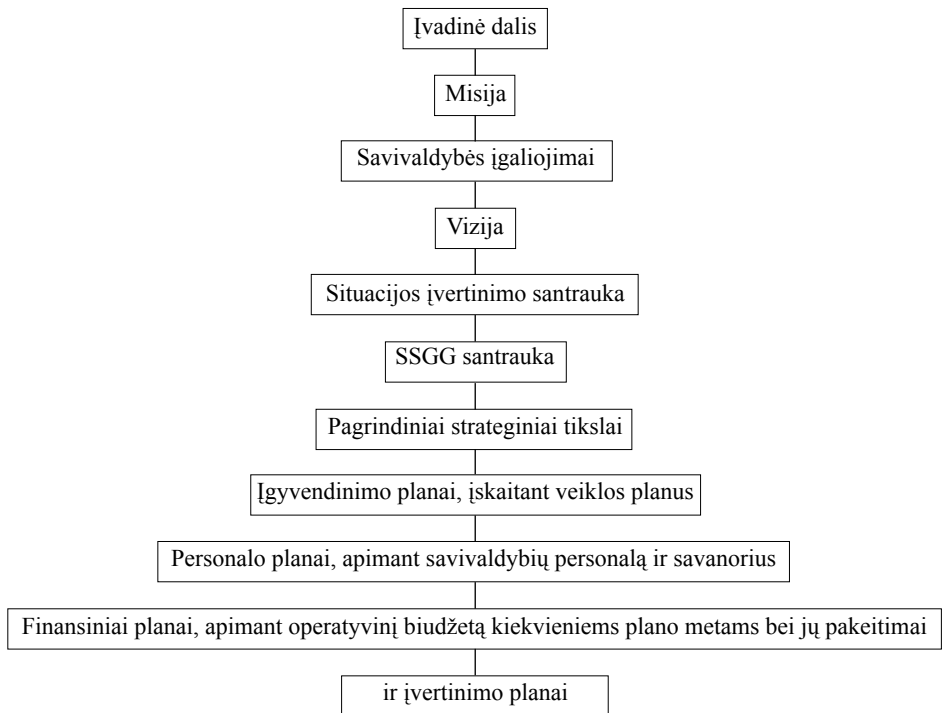 Įvadinė dalis
Misija
Savivaldybės įgaliojimai
Vizija
Situacijos įvertinimo santrauka
SSGG santrauka
Pagrindiniai strateginiai tikslai
Įgyvendinimo planai, įskaitant veiklos planus
Personalo planai, apimant savivaldybių personalą ir savanorius
Finansiniai planai, apimant operatyvinį biudžetą kiekvieniems plano metams bei jų pakeitimai
ir įvertinimo planai